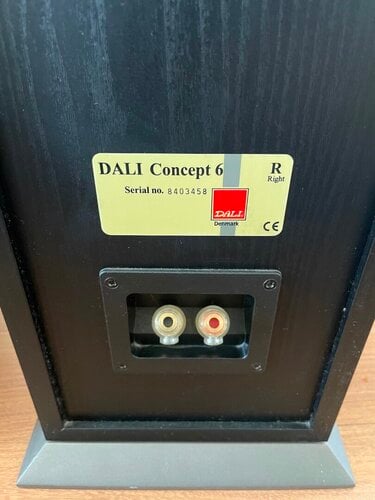 DALI Concept 6 R
Right
Serial no. 8403458
DALI
Denmark
CE